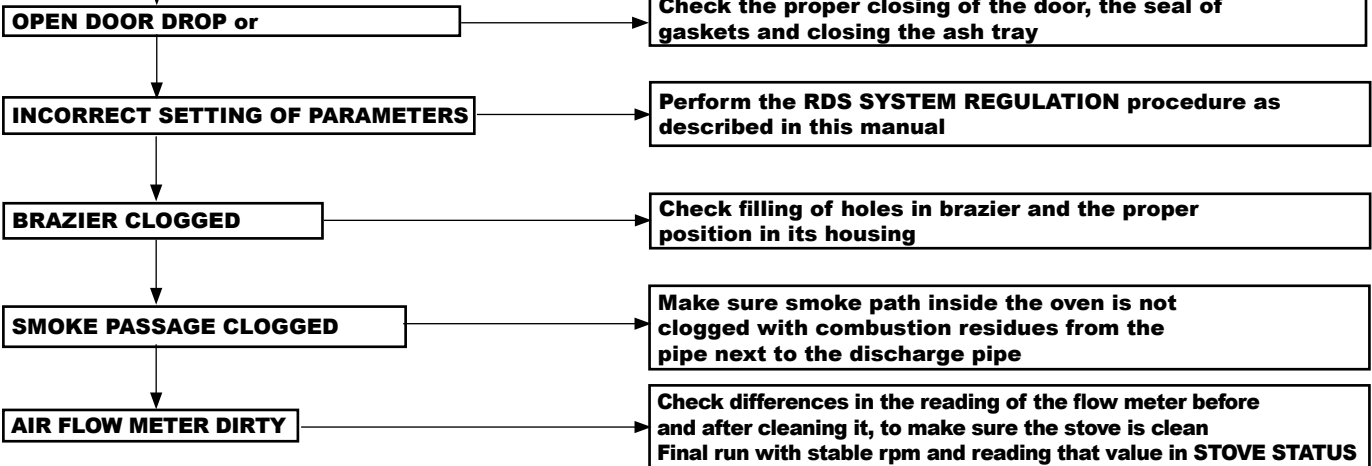 OPEN DOOR DROP or
Check the proper closing of the door, the seal of
gaskets and closing the ash tray
INCORRECT SETTING OF PARAMETERS
Perform the RDS SYSTEM REGULATION procedure as
described in this manual
BRAZIER CLOGGED
Check filling of holes in brazier and the proper
position in its housing
SMOKE PASSAGE CLOGGED
Make sure smoke path inside the oven is not
clogged with combustion residues from the
pipe next to the discharge pipe
AIR FLOW METER DIRTY
Check differences in the reading of the flow meter before
and after cleaning it, to make sure the stove is clean
Final run with stable rpm and reading that value in STOVE STATUS